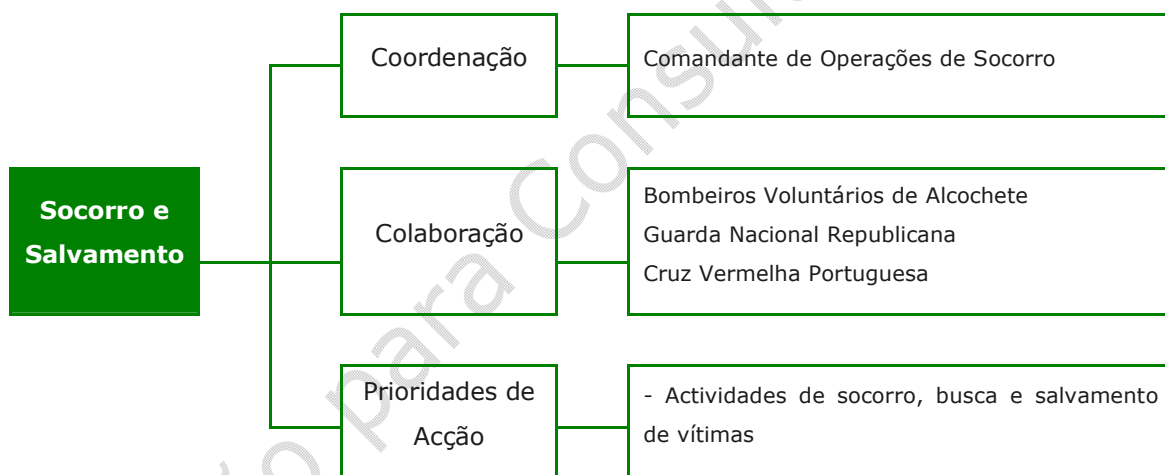 Coordenação
Comandante de Operações de Socorro
Socorro e
Salvamento
Colaboração
Bombeiros Voluntários de Alcochete
Guarda Nacional Republicana
Cruz Vermelha Portuguesa
Prioridades de
Acção
- Actividades de socorro, busca e salvamento
de vítimas
para